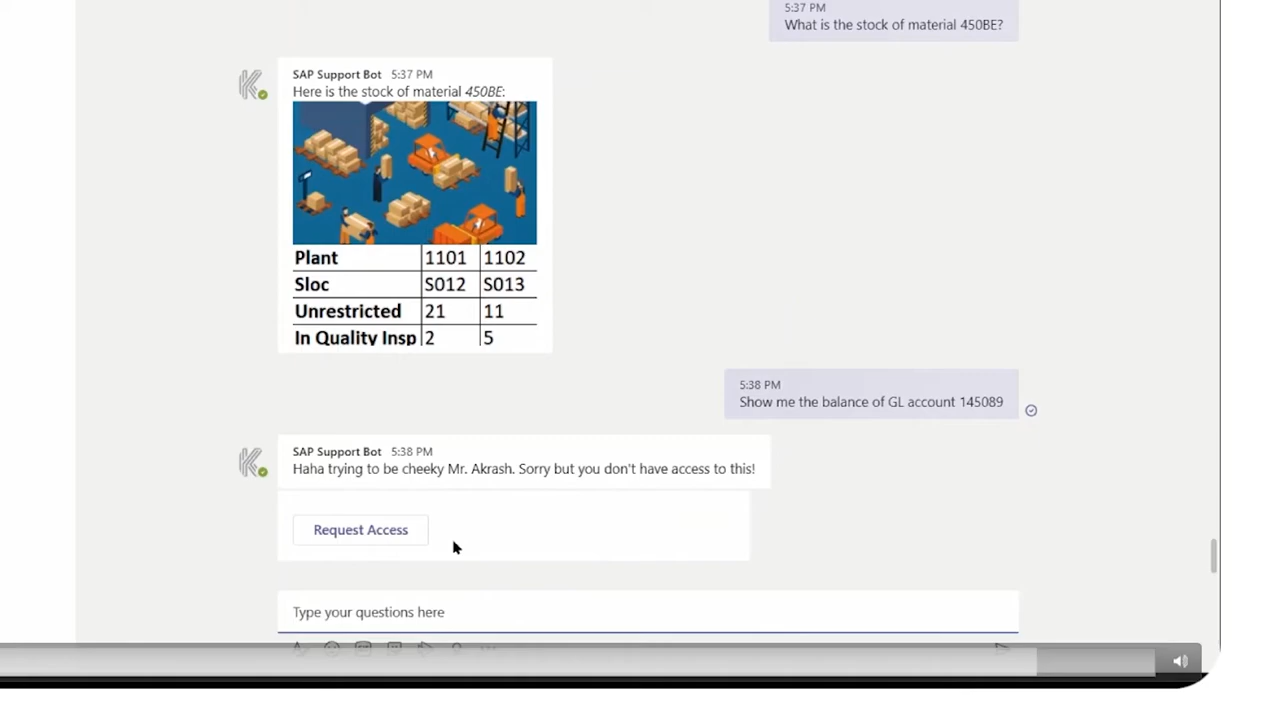 5:37 PM
What is the stock of material 450BE?
SAP Support Bot 5:37 PM
Here is the stock of material 450BE:
Plant 1101 1102
Sloc S012 S013
Unrestricted 21 11
In Quality Insp 2 5
5:38 PM
Show me the balance of GL account 145089
SAP Support Bot 5:38 PM
Haha trying to be cheeky Mr. Akrash. Sorry but you don't have access to this!
Request Access
Type your questions here